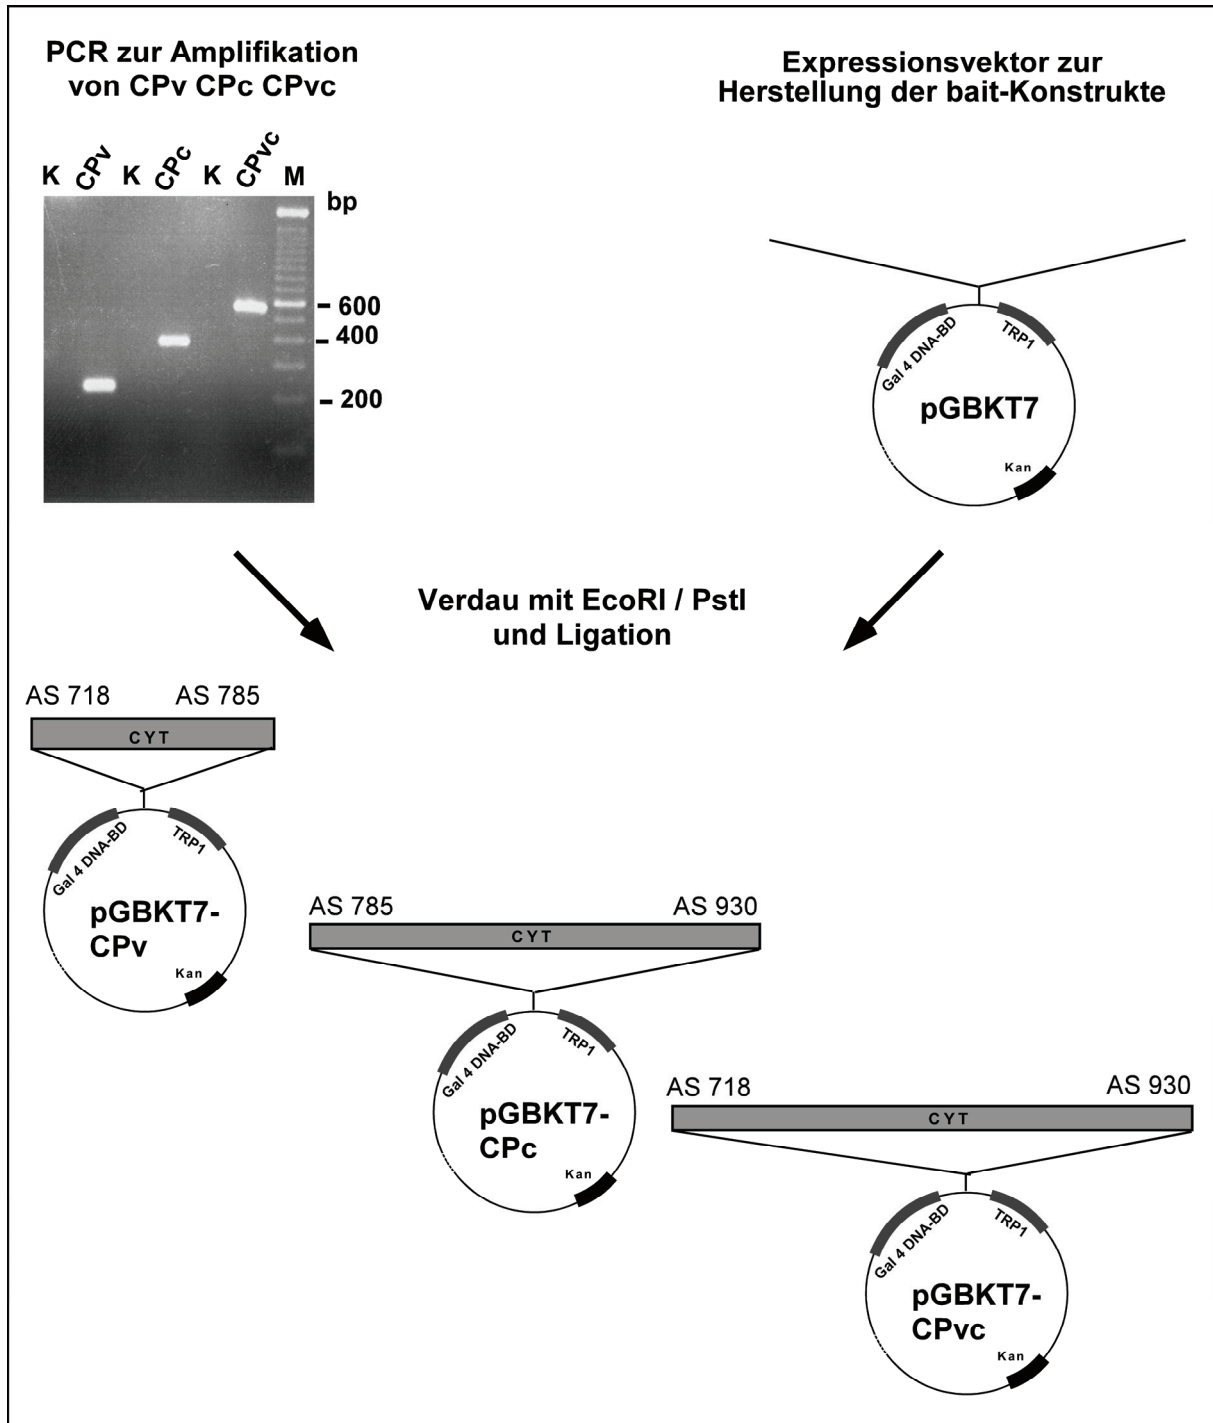 PCR zur Amplifikation
von CPv CPc CPvc
Expressionsvektor zur
Herstellung der bait-Konstrukte
K CPv K CPc K CPvc M
bp
– 600
– 400
– 200
Gal 4 DNA-BD
TRP1
pGBKT7
Kan
Verdau mit EcoRI / PstI
und Ligation
AS 718 AS 785
CYT
Gal 4 DNA-BD
TRP1
pGBKT7-
CPv
Kan
AS 785 AS 930
CYT
Gal 4 DNA-BD
TRP1
pGBKT7-
CPc
Kan
AS 718 AS 930
CYT
Gal 4 DNA-BD
TRP1
pGBKT7-
CPvc
Kan